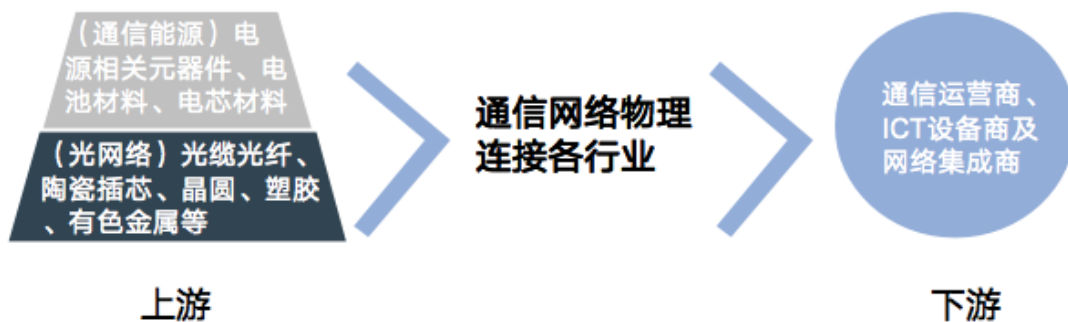 （通信能源）电
源相关元器件、电
池材料、电芯材料
（光网络）光缆光纤、
陶瓷插芯、晶圆、塑胶
、有色金属等
上游
通信网络物理
连接各行业
通信运营商、
ICT设备商及
网络集成商
下游